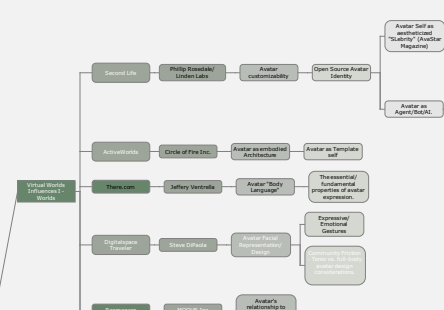 Avatar Self as
aestheticized
"SLebrity" (AvaStar
Magazine)
Second Life
Phillip Rosedale/
Linden Labs
Avatar
customizability
Open Source Avatar
Identity
Avatar as
Agent/Bot/AI.
ActiveWorlds
Circle of Fire Inc.
Avatar as embodied
Architecture
Avatar as Template
self
Virtual Worlds
Influences I -
Worlds
There.com
Jeffery Ventrella
Avatar "Body
Language"
The essential/
fundamental
properties of avatar
expression.
Digitalspace
Traveler
Steve DiPaola
Avatar Facial
Representation/
Design
Expressive/
Emotional
Gestures
avatar design
considerations.
Avatar's
relationship to